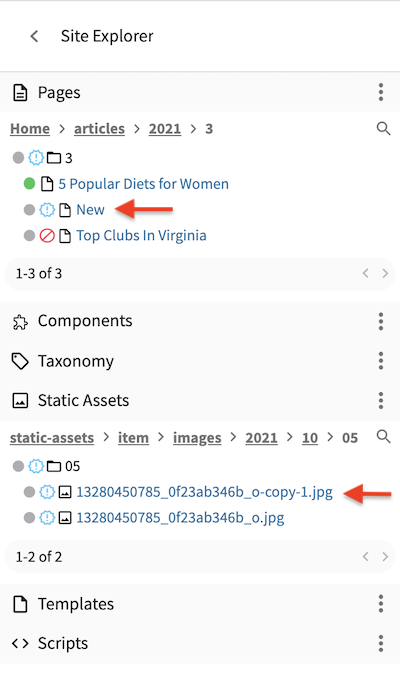 Site Explorer
Pages
Home > articles > 2021 > 3
3
5 Popular Diets for Women
New
Top Clubs In Virginia
1-3 of 3
Components
Taxonomy
Static Assets
static-assets > item > images > 2021 > 10 > 05
05
13280450785_0f23ab346b_o-copy-1.jpg
13280450785_0f23ab346b_o.jpg
1-2 of 2
Templates
Scripts